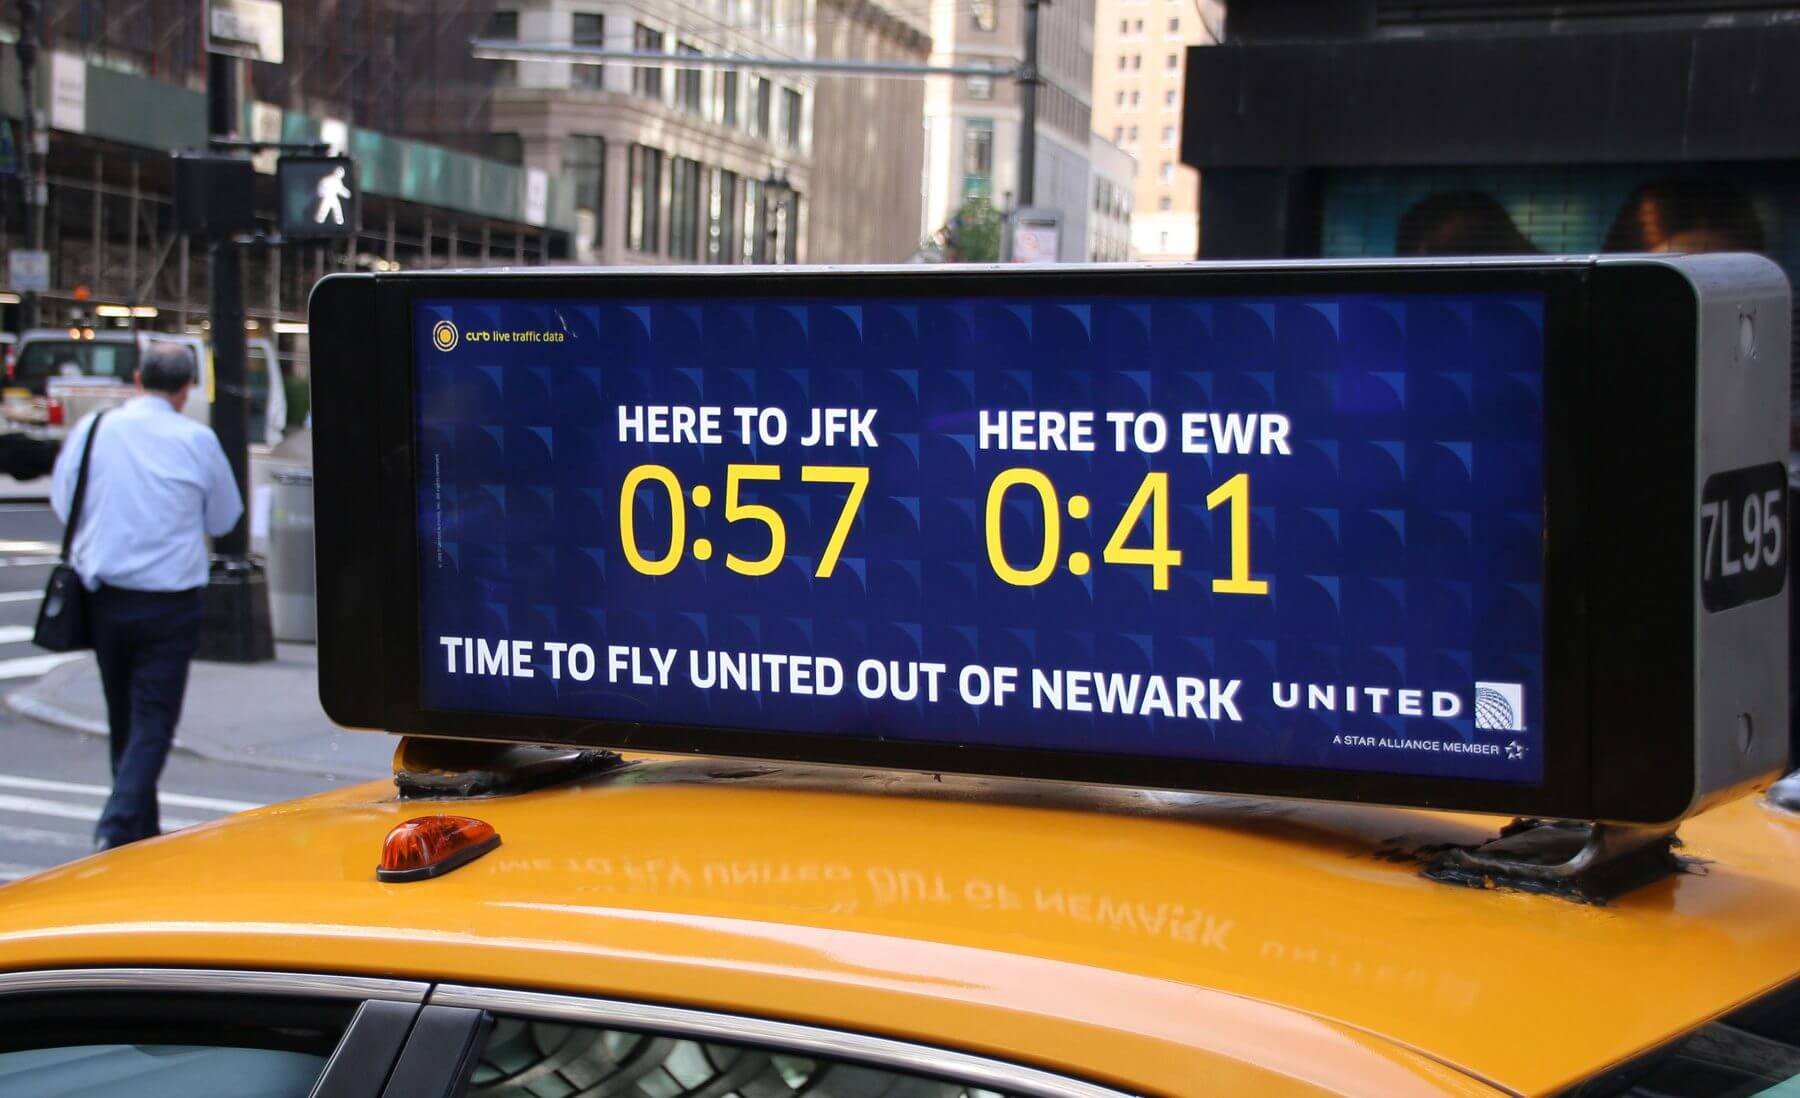 curb live traffic data
HERE TO JFK
0:57
HERE TO EWR
0:41
TIME TO FLY UNITED OUT OF NEWARK
UNITED
A STAR ALLIANCE MEMBER
7L95